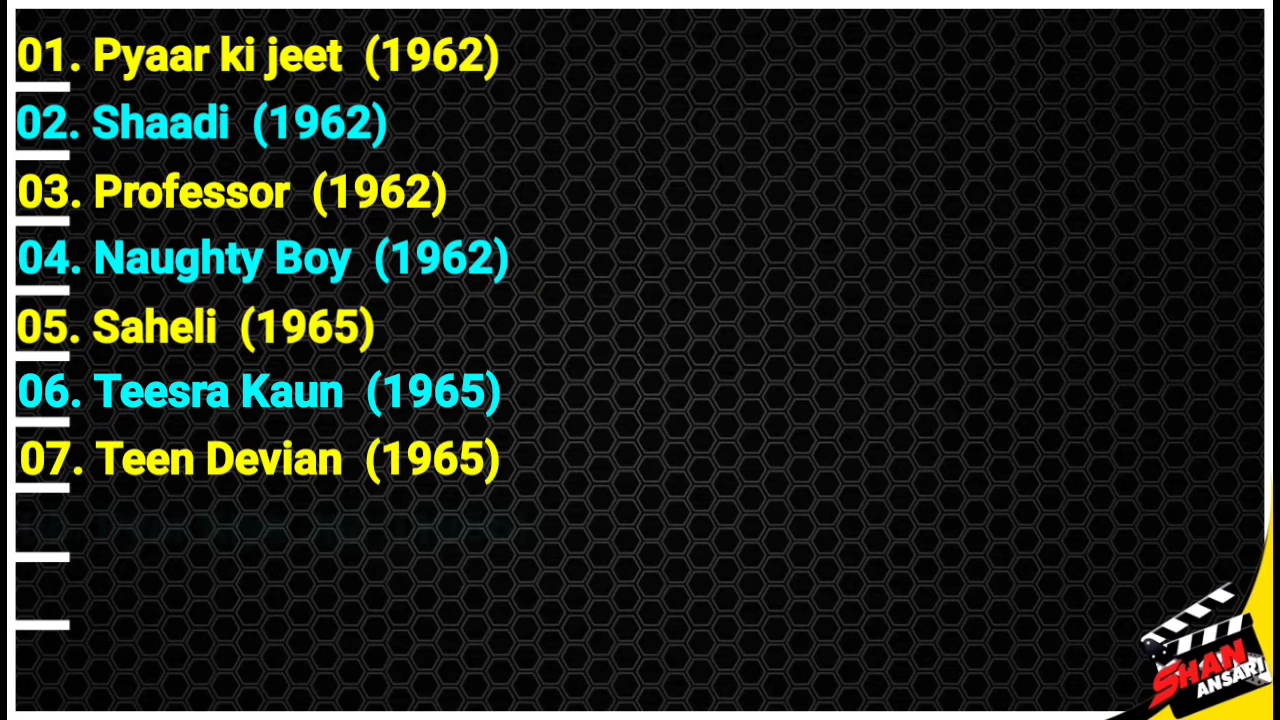 01. Pyaar ki jeet (1962)
02. Shaadi (1962)
03. Professor (1962)
04. Naughty Boy (1962)
05. Saheli (1965)
06. Teesra Kaun (1965)
07. Teen Devian (1965)
SHAN
ANSARI